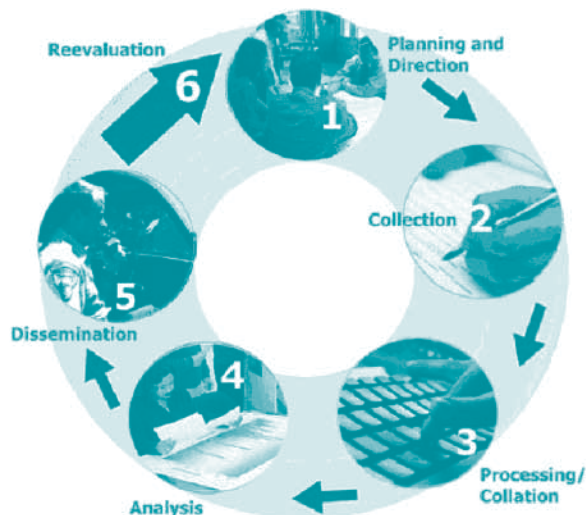 Reevaluation
6
1
Planning and
Direction
Collection
2
5
Dissemination
4
3
Analysis
Processing/
Collation